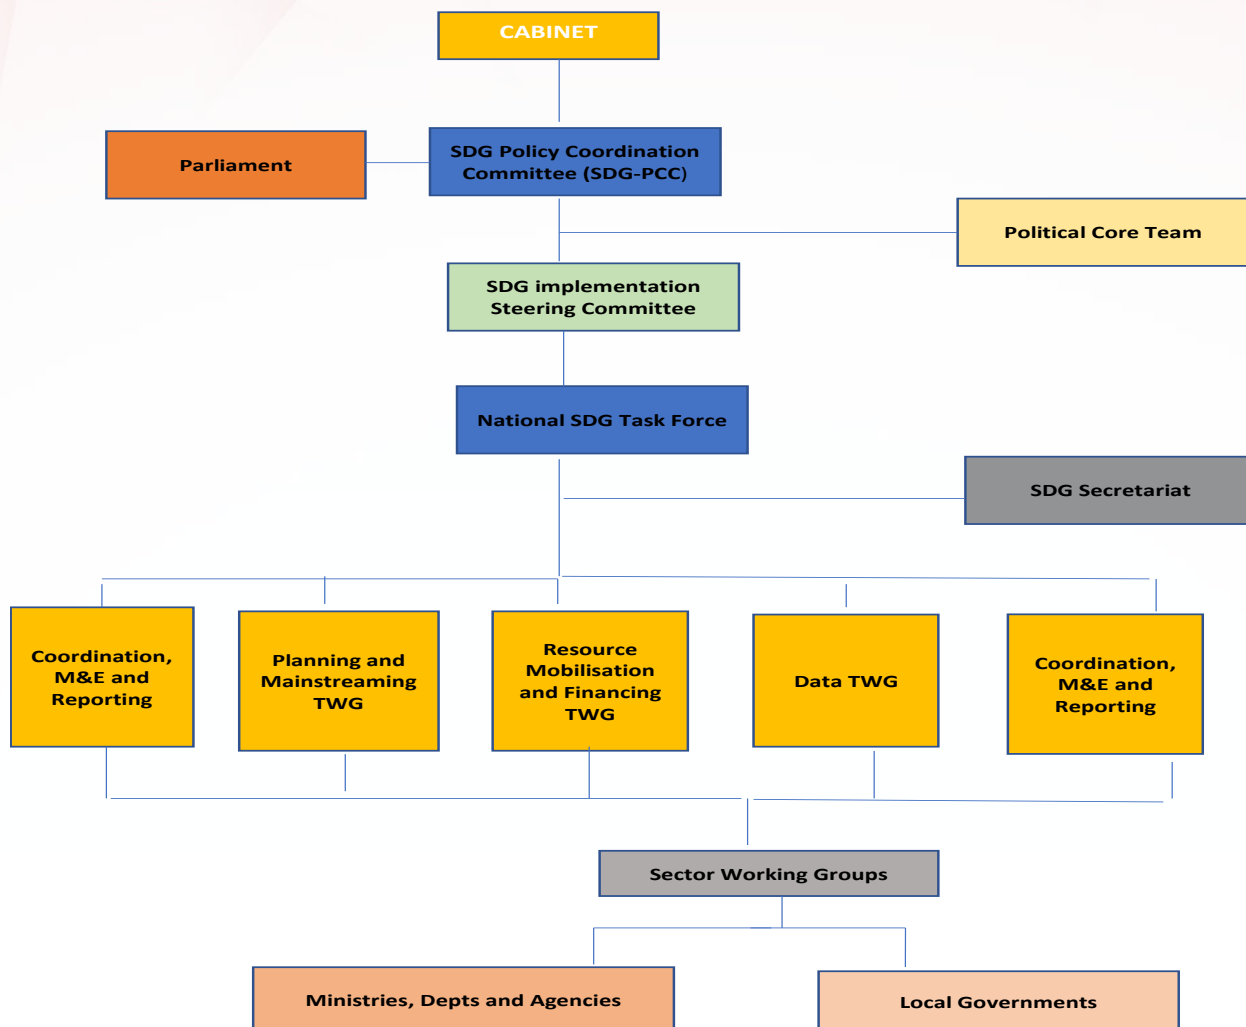 CABINET
Parliament
SDG Policy Coordination
Committee (SDG-PCC)
Political Core Team
SDG implementation
Steering Committee
National SDG Task Force
SDG Secretariat
Coordination,
M&E and
Reporting
Planning and
Mainstreaming
TWG
Resource
Mobilisation
and Financing
TWG
Data TWG
Coordination,
M&E and
Reporting
Sector Working Groups
Ministries, Depts and Agencies
Local Governments